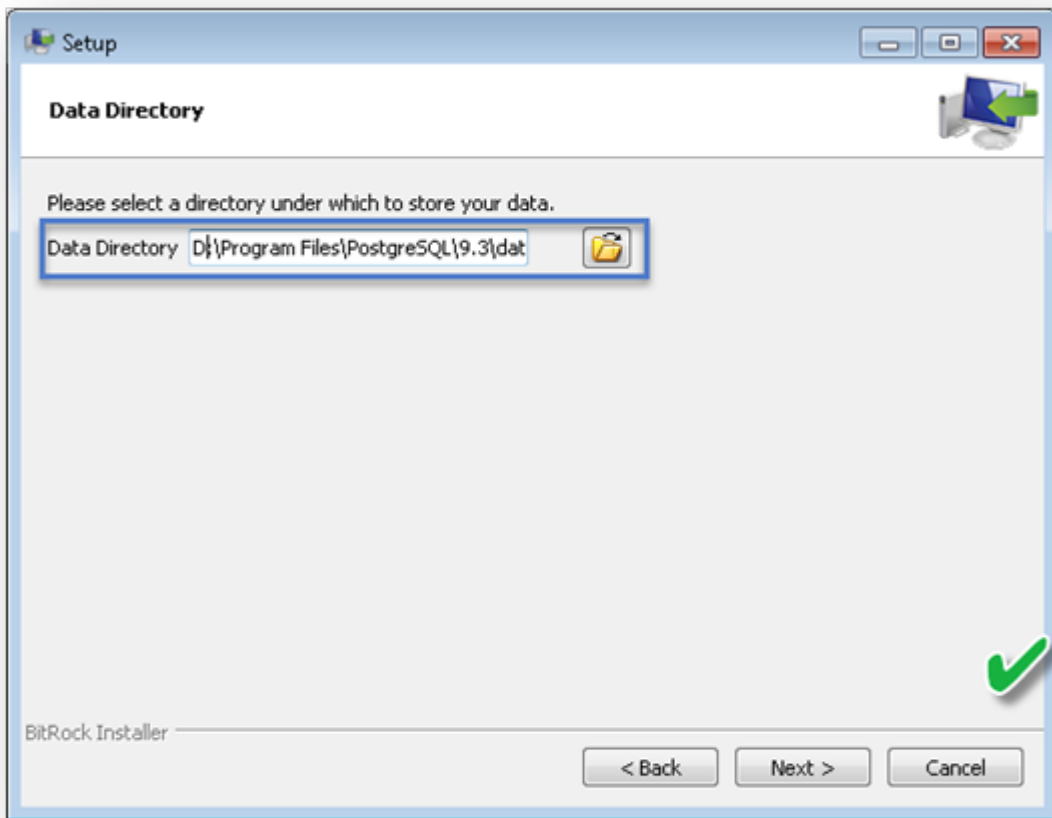 Setup
Data Directory
Please select a directory under which to store your data.
Data Directory D:\Program Files\PostgreSQL\9.3\dat
BitRock Installer
< Back Next > Cancel